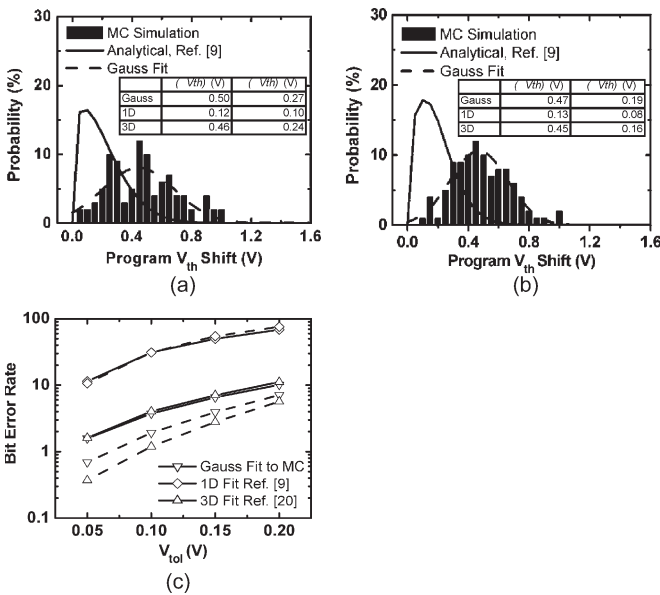 (a)
30
20
10
0
Probability (%)
MC Simulation
Analytical, Ref. [9]
Gauss Fit
( Vth) (V) ( Vth) (V)
Gauss 0.50 0.27
1D 0.12 0.10
3D 0.46 0.24
0.0 0.4 0.8 1.2 1.6
Program Vth Shift (V)
(a)
(b)
30
20
10
0
Probability (%)
MC Simulation
Analytical, Ref. [9]
Gauss Fit
( Vth) (V) ( Vth) (V)
Gauss 0.47 0.19
1D 0.13 0.08
3D 0.45 0.16
0.0 0.4 0.8 1.2 1.6
Program Vth Shift (V)
(b)
100
10
1
0.1
Bit Error Rate
Gauss Fit to MC
1D Fit Ref. [9]
3D Fit Ref. [20]
0.05 0.10 0.15 0.20
Vtol (V)
(c)